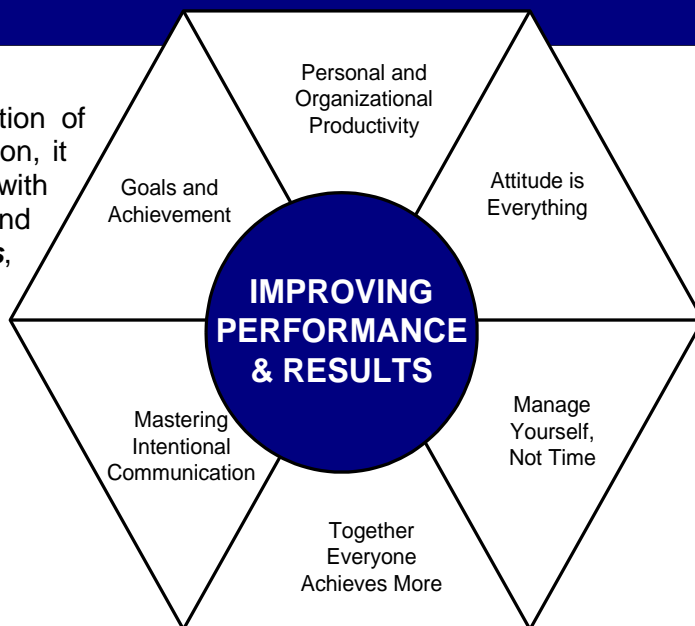 Personal and
Organizational
Productivity
tion of
on, it
with
nd
s,
Goals and
Achievement
Attitude is
Everything
IMPROVING
PERFORMANCE
& RESULTS
Mastering
Intentional
Communication
Manage
Yourself,
Not Time
Together
Everyone
Achieves More